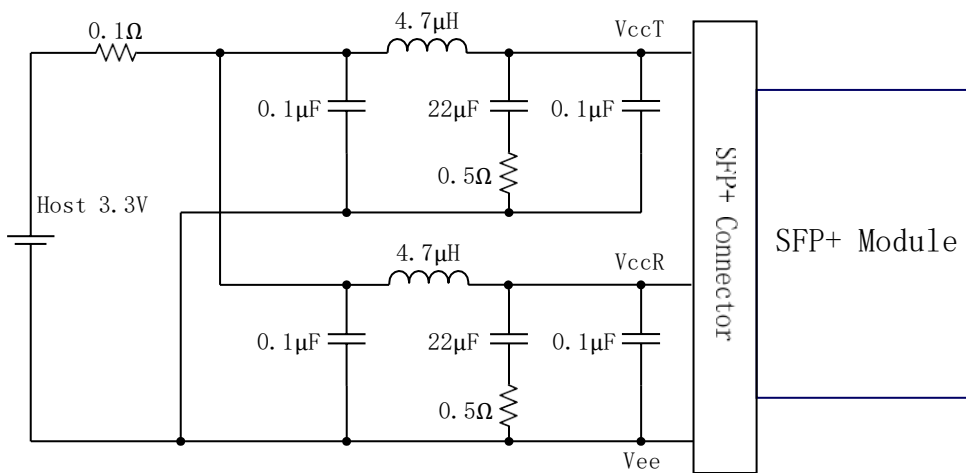 4.7μH
0.1Ω
VccT
0.1μF
22μF
0.1μF
0.5Ω
Host 3.3V
SFP+ Connector
SFP+ Module
4.7μH
VccR
0.1μF
22μF
0.1μF
0.5Ω
Vee